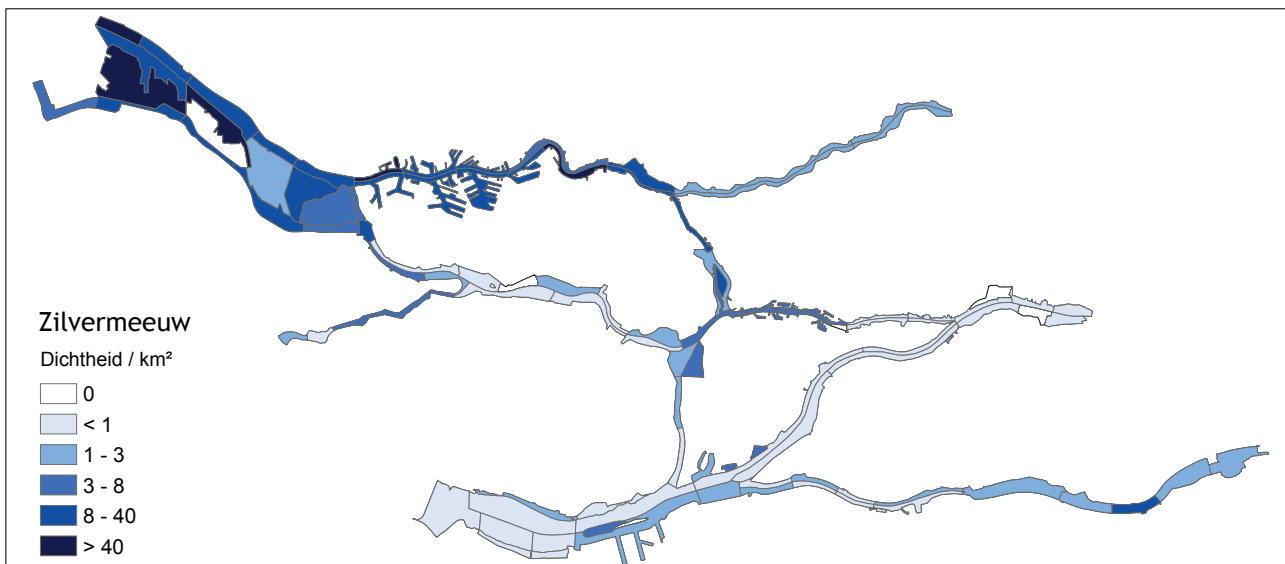 Zilvermeeuw
Dichtheid / km²
0
< 1
1 - 3
3 - 8
8 - 40
> 40